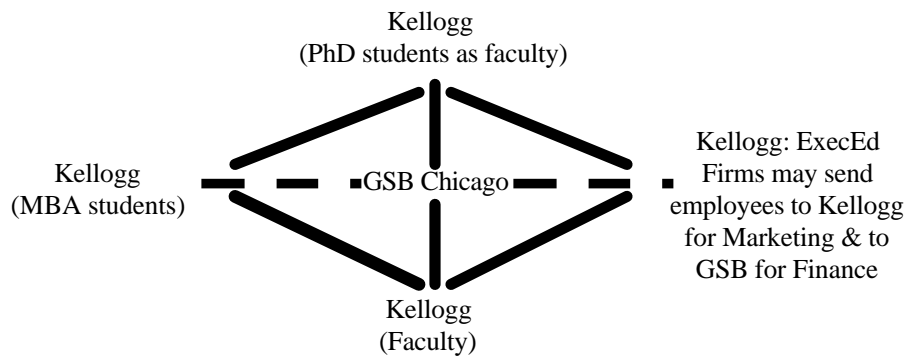 Kellogg
(PhD students as faculty)
Kellogg
(MBA students)
GSB Chicago
Kellogg: ExecEd
Firms may send
employees to Kellogg
for Marketing & to
GSB for Finance
Kellogg
(Faculty)